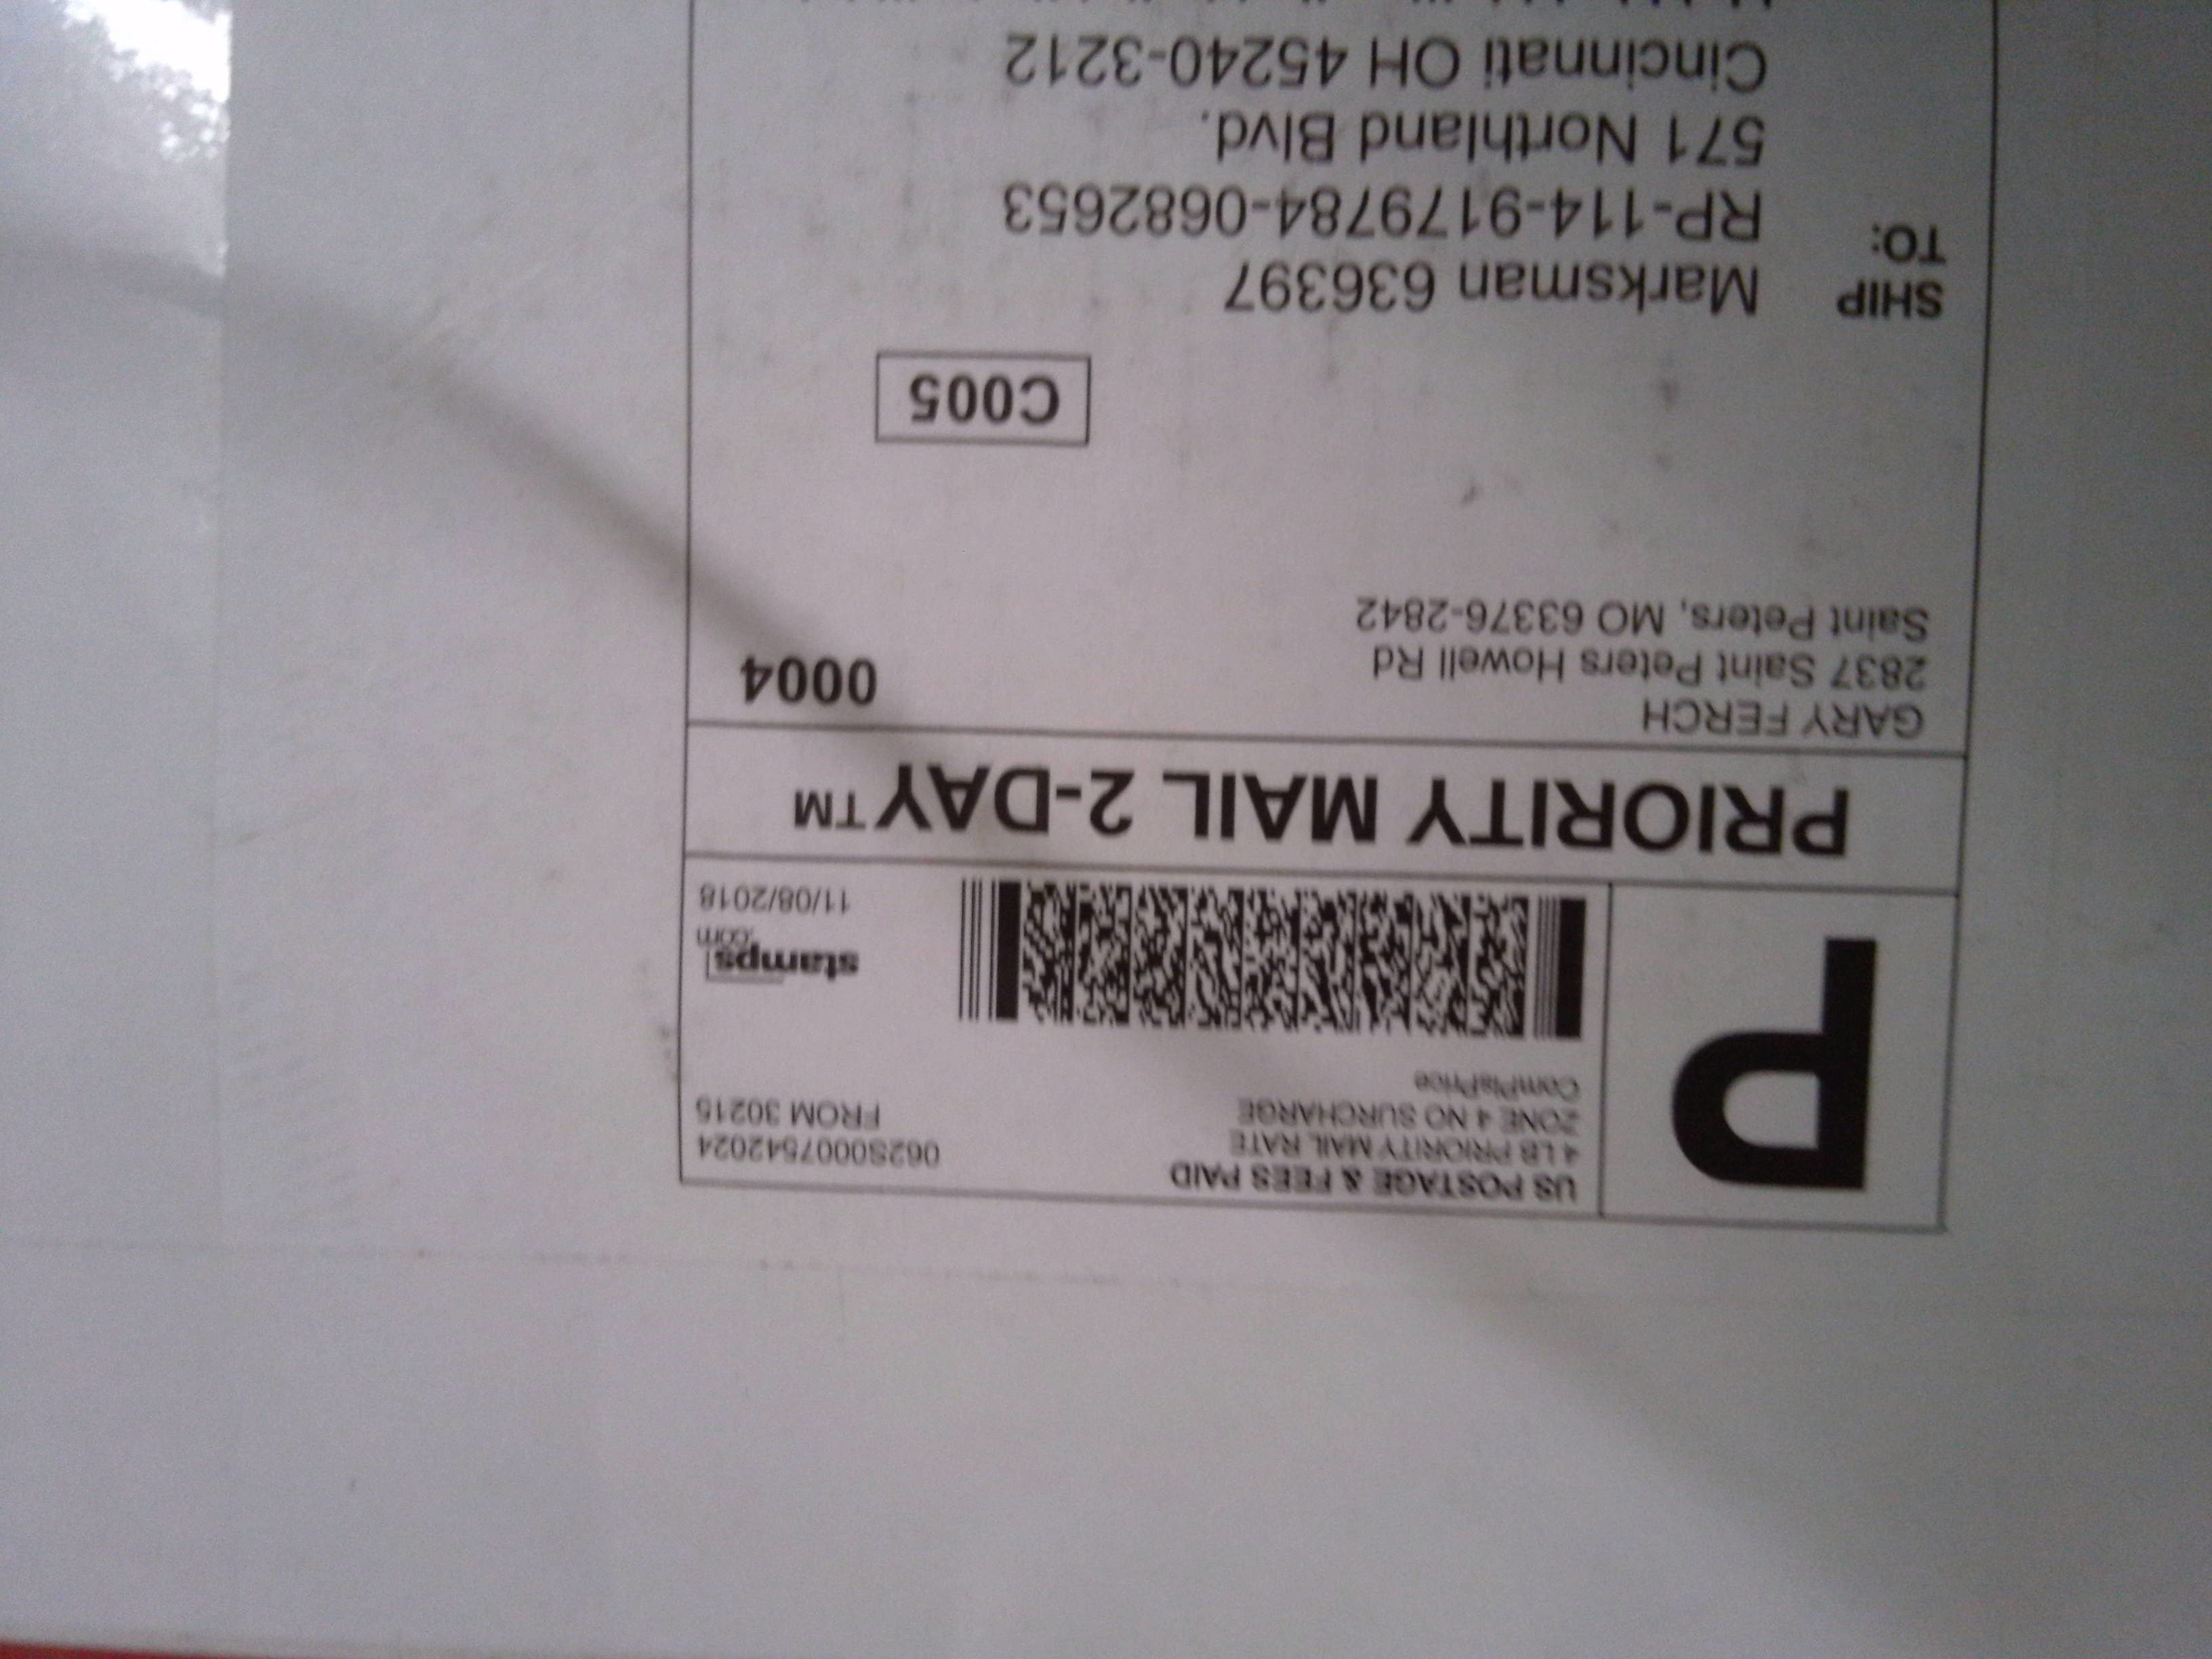 P
US POSTAGE & FEES PAID
4 LB PRIORITY MAIL RATE
ZONE 4 NO SURCHARGE
ComPlsPrice
062S0007542024
FROM 30215
stamps
.com
11/08/2018
PRIORITY MAIL 2-DAY™
GARY FERCH
2837 Saint Peters Howell Rd
Saint Peters, MO 63376-2842
0004
C005
SHIP
TO:
Marksman 636397
RP-114-9179784-0682653
571 Northland Blvd.
Cincinnati OH 45240-3212